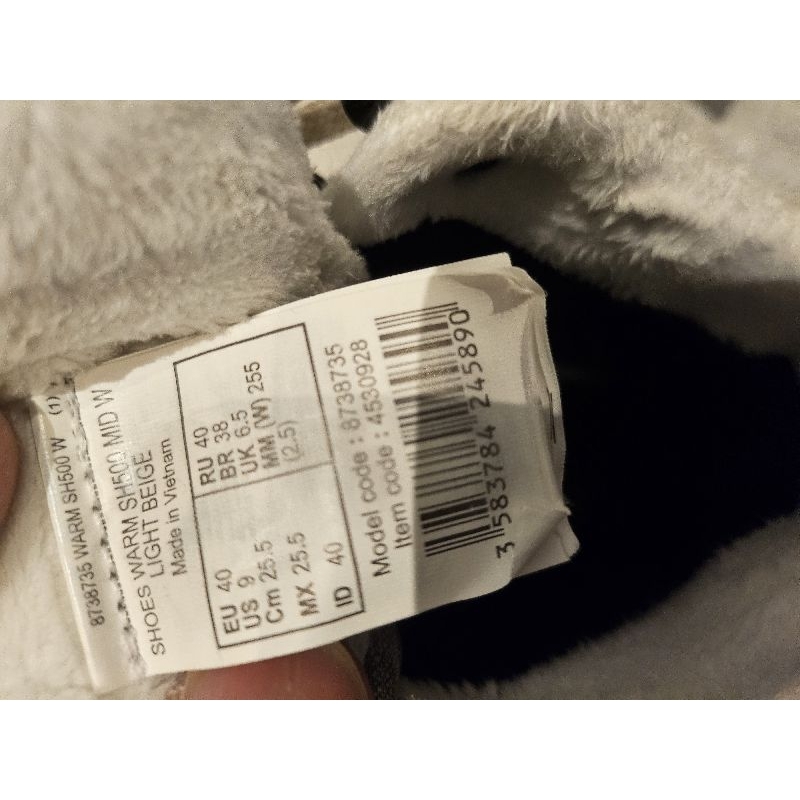 8738735 WARM SH500 W (1)
SHOES WARM SH500 MID W
LIGHT BEIGE
Made in Vietnam
EU 40
US 9
Cm 25.5
MX 25.5
ID 40
RU 40
BR 38
UK 6.5
MM (W) 255
(2.5)
Model code : 8738735
Item code : 4530928
3 583784 245890